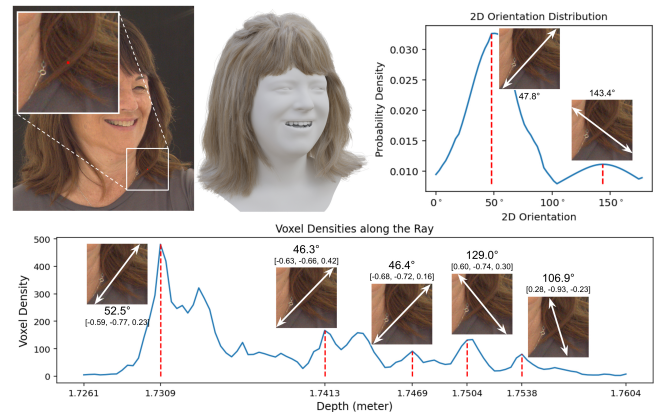 2D Orientation Distribution
Probability Density
0.030
0.025
0.020
0.015
0.010
47.8°
143.4°
0° 50° 100° 150°
2D Orientation
Voxel Densities along the Ray
Voxel Density
500
400
300
200
100
0
52.5°
[-0.59, -0.77, 0.23]
46.3°
[-0.63, -0.66, 0.42]
46.4°
[-0.68, -0.72, 0.16]
129.0°
[0.60, -0.74, 0.30]
106.9°
[0.28, -0.93, -0.23]
1.7261 1.7309 1.7413 1.7469 1.7504 1.7538 1.7604
Depth (meter)